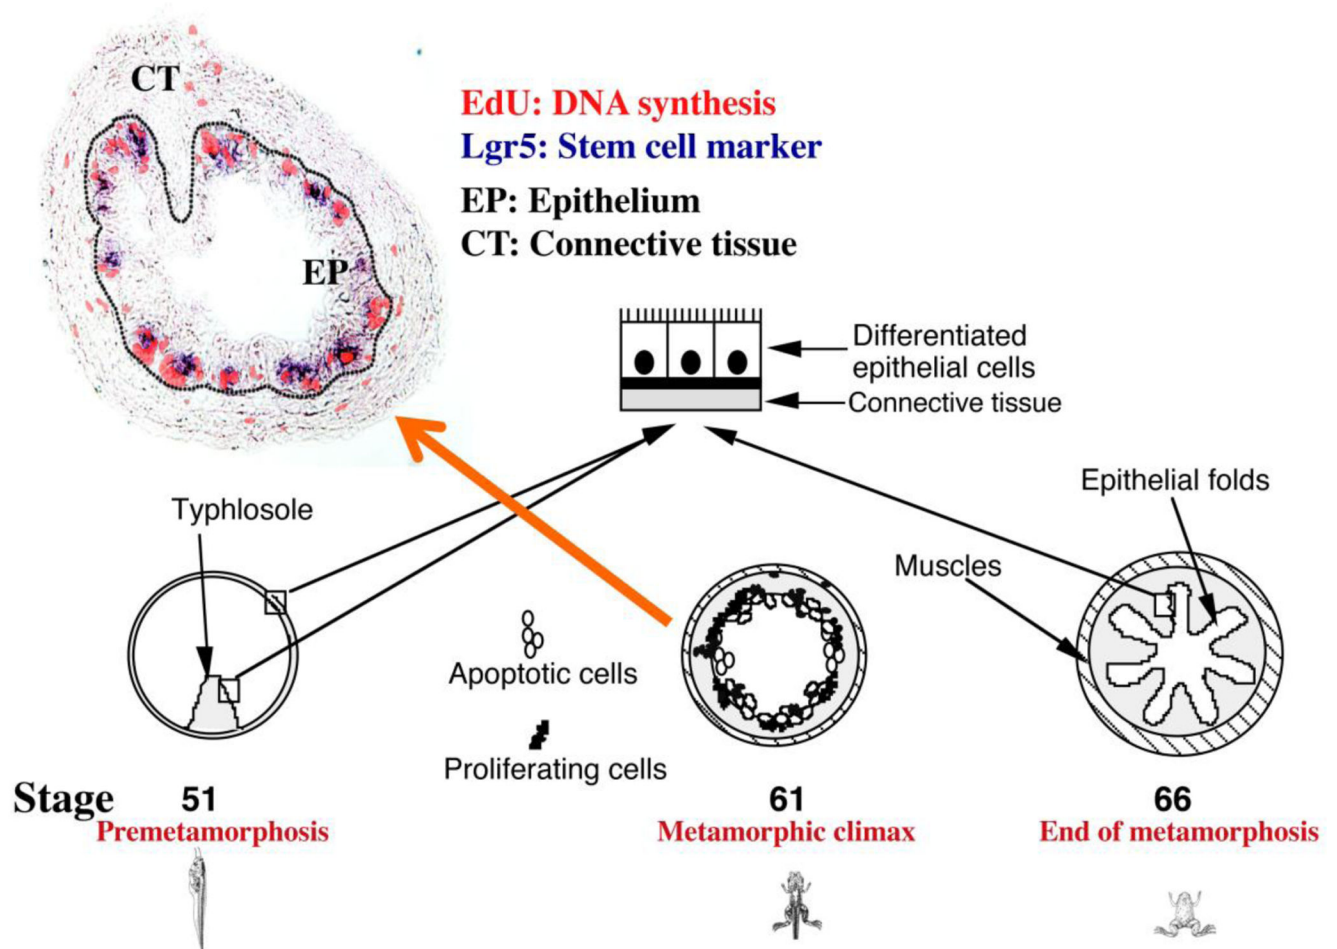 CT
EdU: DNA synthesis
Lgr5: Stem cell marker
EP: Epithelium
CT: Connective tissue
EP
Differentiated
epithelial cells
Connective tissue
Typhlosole
Epithelial folds
Muscles
Apoptotic cells
Proliferating cells
Stage 51 61 66
Premetamorphosis Metamorphic climax End of metamorphosis